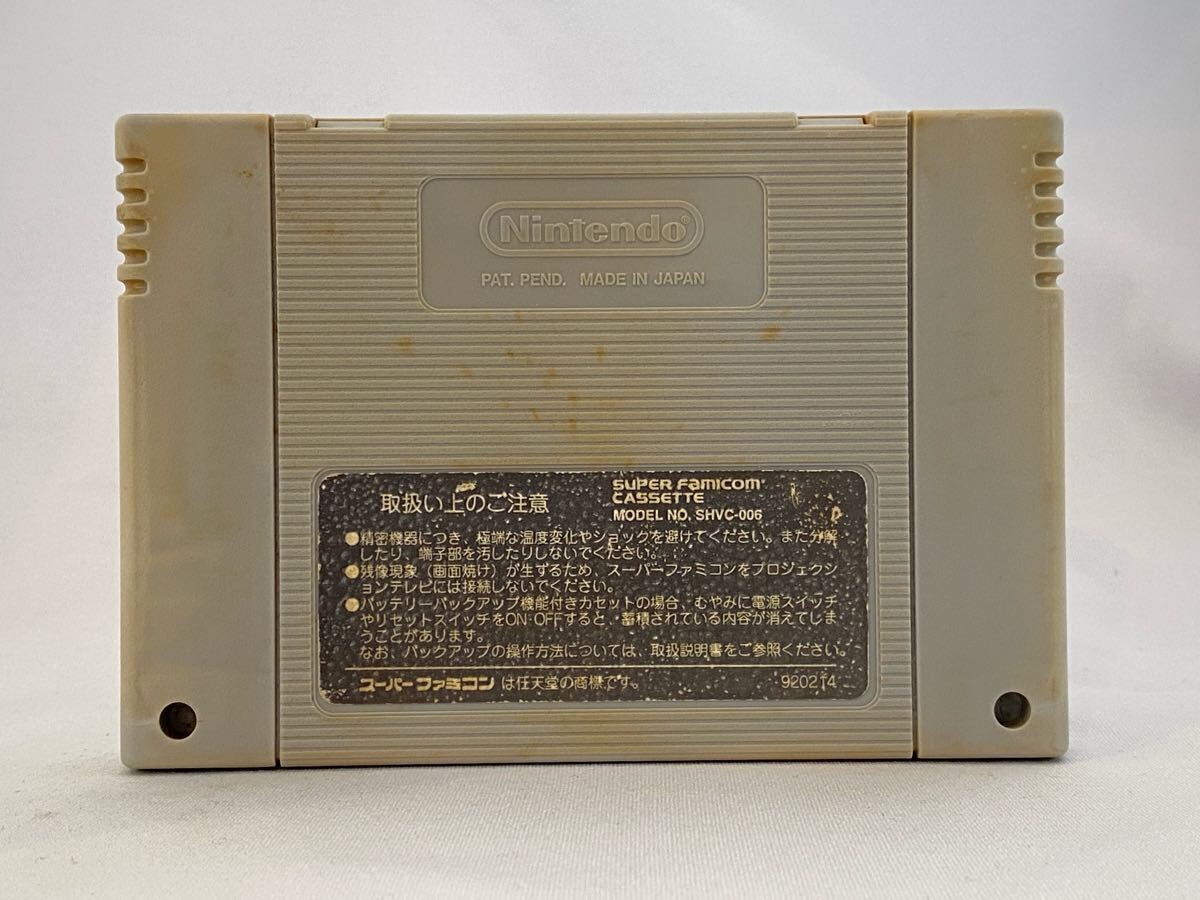 Nintendo®
PAT. PEND. MADE IN JAPAN
取扱い上のご注意
SUPER FAMICOM
CASSETTE
MODEL NO. SHVC-006
●精密機器につき、極端な温度変化やショックを避けてください。また分解
したり、端子部を汚したりしないでください。
●残像現象（画面焼け）が生ずるため、スーパーファミコンをプロジェクシ
ョンテレビには接続しないでください。
●バッテリーバックアップ機能付きカセットの場合、むやみに電源スイッチ
やリセットスイッチをON・OFFすると、蓄積されている内容が消えてしま
うことがあります。
なお、バックアップの操作方法については、取扱説明書をご参照ください。
スーパーファミコン は任天堂の商標です。
920214